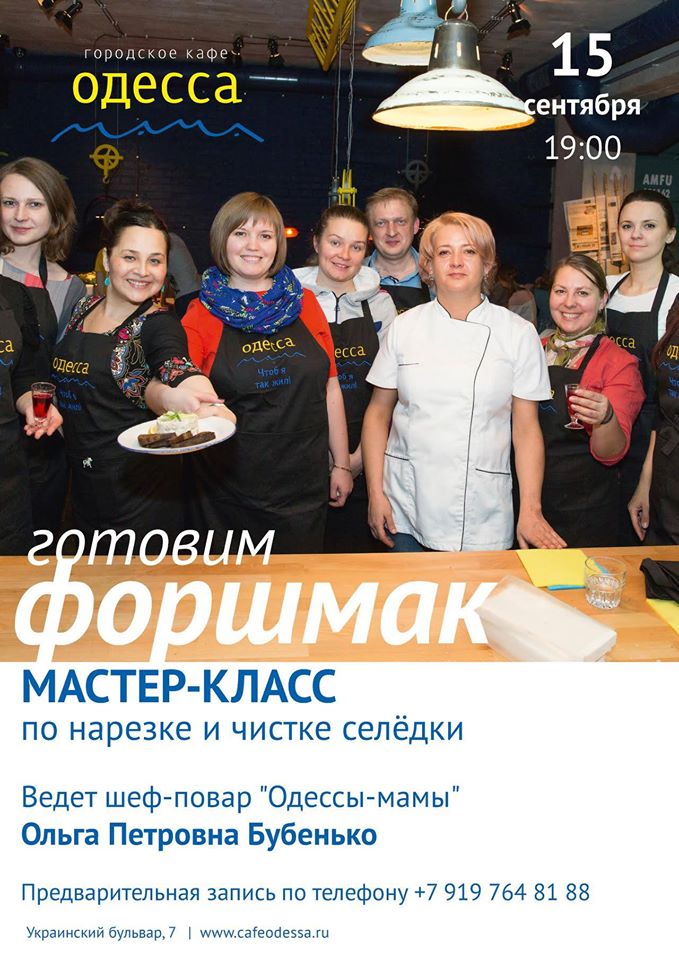 городское кафе
одесса
мама
15
сентября
19:00
AMFU
одесса
Чтоб я
так жил!
одесса
готовим
форшмак
МАСТЕР-КЛАСС
по нарезке и чистке селёдки
Ведет шеф-повар "Одессы-мамы"
Ольга Петровна Бубенько
Предварительная запись по телефону +7 919 764 81 88
Украинский бульвар, 7 | www.cafeodessa.ru